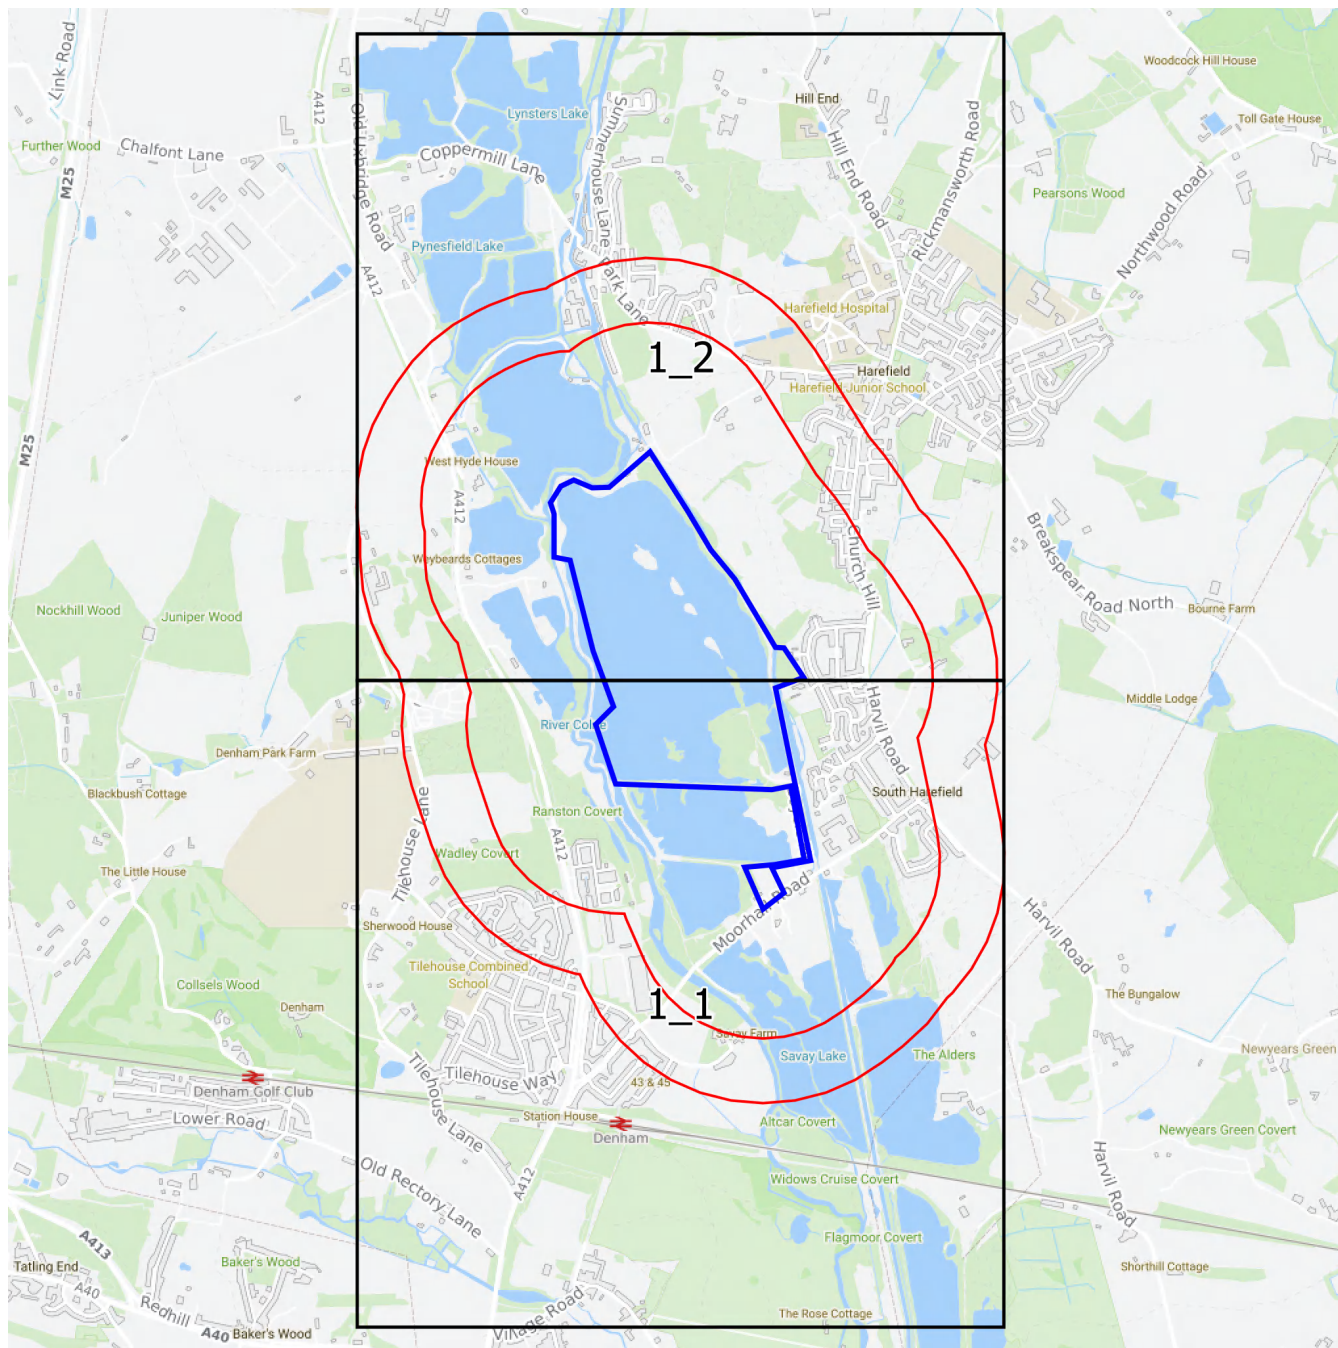 Link Road
A412
Old Uxbridge Road
Lynsters Lake
Summerhouse Lane
Hill End
Woodcock Hill House
Toll Gate House
Further Wood
Chalfont Lane
Coppermill Lane
Hill End Road
Rickmansworth Road
M25
Pearsons Wood
Northwood Road
Pynesfield Lake
A412
Park Lane
Harefield Hospital
1_2
Harefield
Harefield Junior School
M25
West Hyde House
A412
Church Hill
Weybeards Cottages
Breakspear Road North
Nockhill Wood
Juniper Wood
Bourne Farm
Middle Lodge
River Colne
Harvil Road
Denham Park Farm
Blackbush Cottage
South Harefield
Ranston Covert
Tilehouse Lane
A412
Wadley Covert
The Little House
Moorhall Road
Sherwood House
Harvil Road
Tilehouse Combined
School
Collsels Wood
The Bungalow
Denham
1_1
Savay Farm
Savay Lake
The Alders
Newyears Green
Tilehouse Way
43 & 45
Denham Golf Club
Lower Road
Tilehouse Lane
Station House
Denham
Altcar Covert
Newyears Green Covert
Old Rectory Lane
A412
Widows Cruise Covert
Harvil Road
A413
Flagmoor Covert
Tatling End
Baker's Wood
Shorthill Cottage
A40
Redhill
A40
Baker's Wood
Village Road
The Rose Cottage